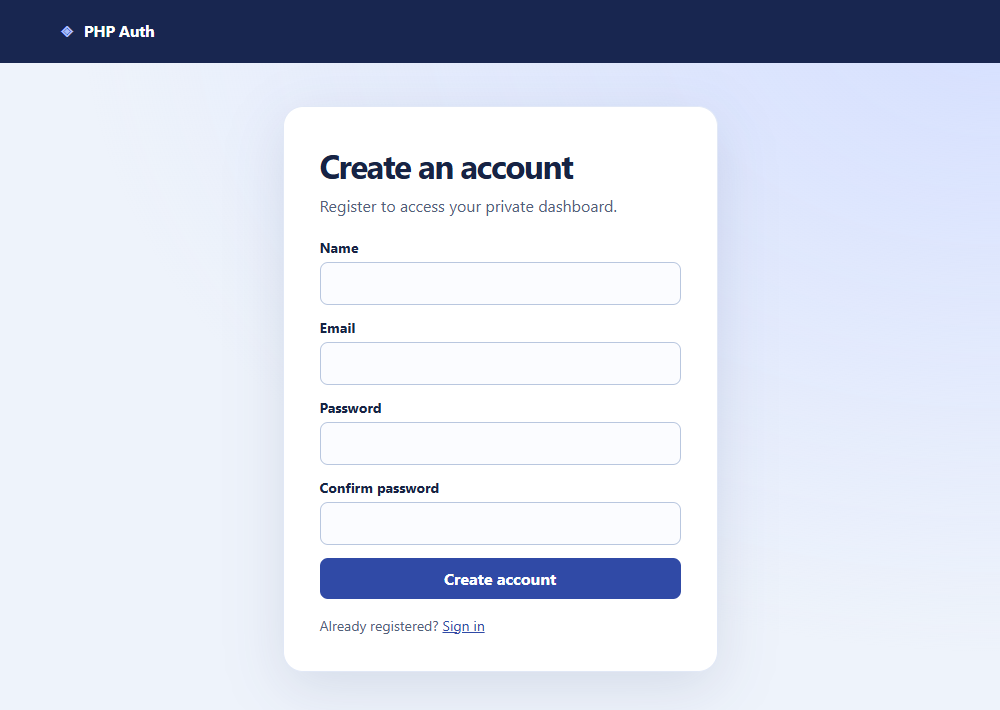 PHP Auth
Create an account
Register to access your private dashboard.
Name
Email
Password
Confirm password
Create account
Already registered? Sign in